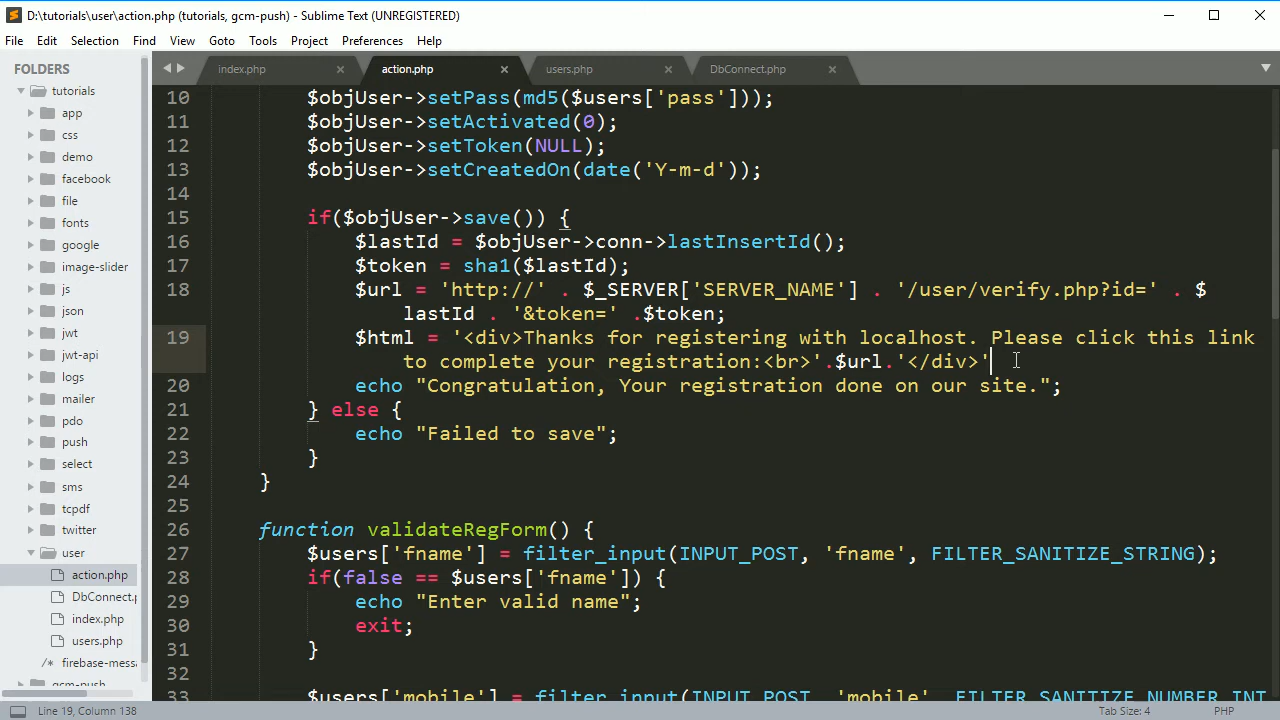 D:\tutorials\user\action.php (tutorials, gcm-push) - Sublime Text (UNREGISTERED)
File Edit Selection Find View Goto Tools Project Preferences Help
FOLDERS
tutorials
app
css
demo
facebook
file
fonts
google
image-slider
js
json
jwt
jwt-api
logs
mailer
pdo
push
select
sms
tcpdf
twitter
user
action.php
DbConnect.p
index.php
users.php
firebase-messa
gcm-push
index.php action.php users.php DbConnect.php
10 $objUser->setPass(md5($users['pass']));
11 $objUser->setActivated(0);
12 $objUser->setToken(NULL);
13 $objUser->setCreatedOn(date('Y-m-d'));
14
15 if($objUser->save()) {
16 $lastId = $objUser->conn->lastInsertId();
17 $token = sha1($lastId);
18 $url = 'http://' . $_SERVER['SERVER_NAME'] . '/user/verify.php?id=' . $
lastId . '&token=' .$token;
19 $html = '<div>Thanks for registering with localhost. Please click this link
to complete your registration:<br>'.$url.'</div>'
20 echo "Congratulation, Your registration done on our site.";
21 } else {
22 echo "Failed to save";
23 }
24 }
25
26 function validateRegForm() {
27 $users['fname'] = filter_input(INPUT_POST, 'fname', FILTER_SANITIZE_STRING);
28 if(false == $users['fname']) {
29 echo "Enter valid name";
30 exit;
31 }
32
33 $users['mobile'] = filter_input(INPUT_POST, 'mobile', FILTER_SANITIZE_NUMBER_INT
Line 19, Column 138
Tab Size: 4
PHP